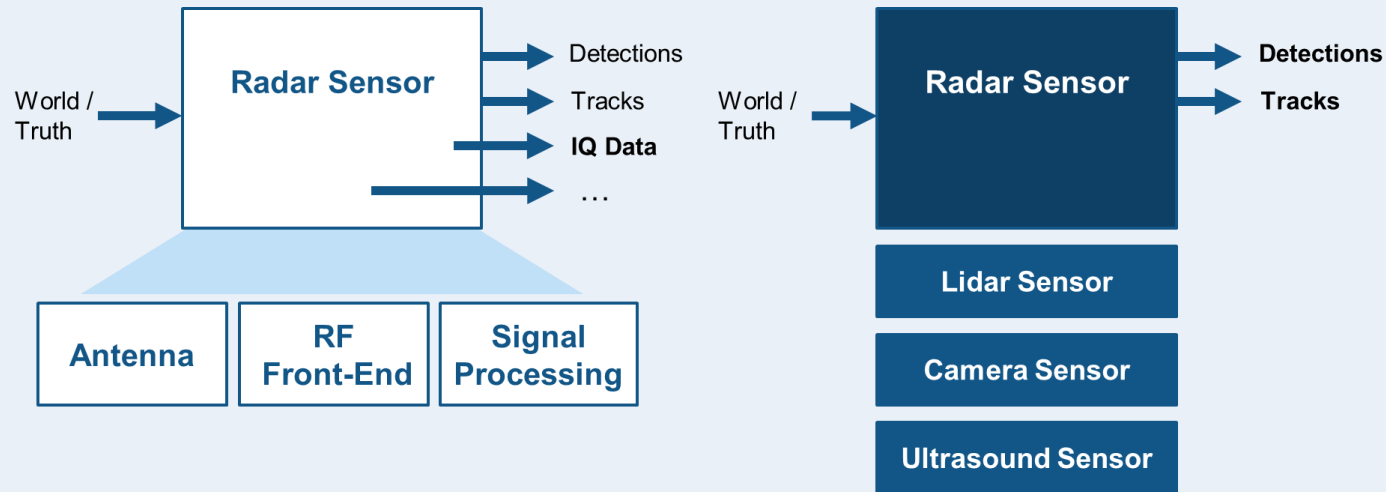 Radar Sensor
World /
Truth
Detections
Tracks
IQ Data
...
Antenna
RF
Front-End
Signal
Processing
Radar Sensor
World /
Truth
Detections
Tracks
Lidar Sensor
Camera Sensor
Ultrasound Sensor